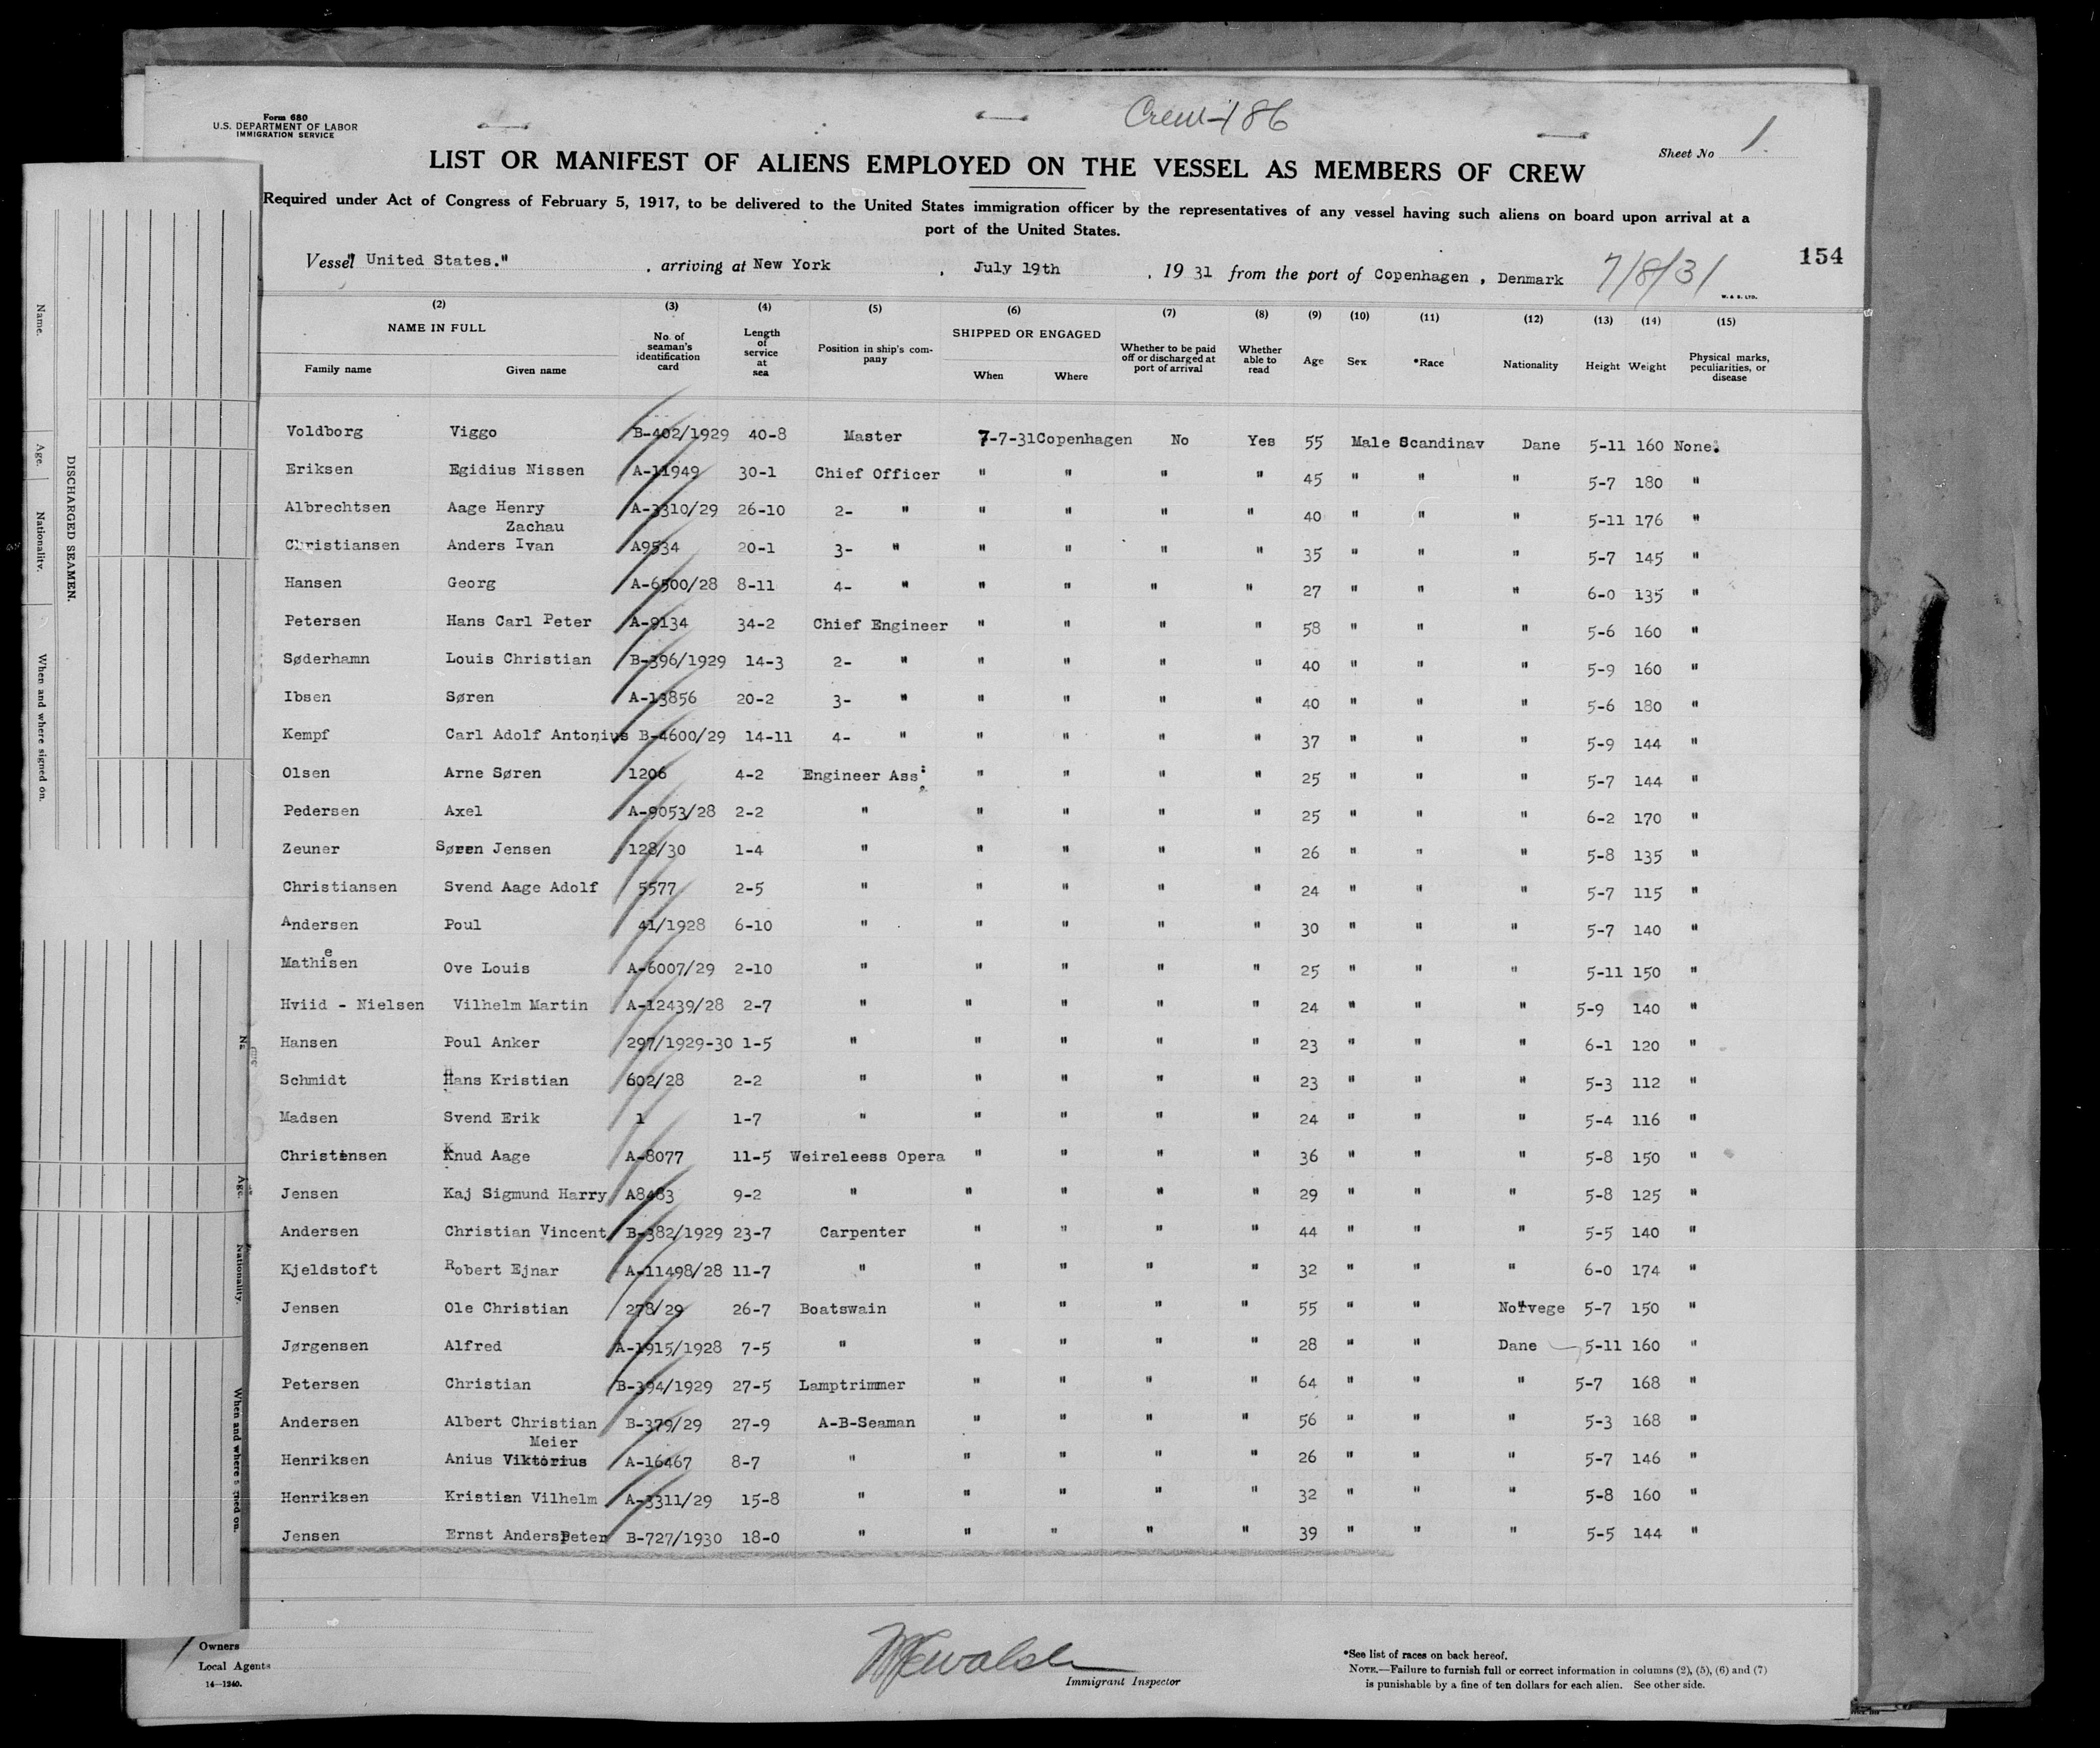 Form 680
U.S. DEPARTMENT OF LABOR
IMMIGRATION SERVICE
Crew-186
Sheet No 1
LIST OR MANIFEST OF ALIENS EMPLOYED ON THE VESSEL AS MEMBERS OF CREW
Required under Act of Congress of February 5, 1917, to be delivered to the United States immigration officer by the representatives of any vessel having such aliens on board upon arrival at a
port of the United States.
154
Vessel "United States." , arriving at New York , July 19th , 19 31 from the port of Copenhagen , Denmark 7/8/31
W. & S. LTD.
(2) (3) (4) (5) (6) (7) (8) (9) (10) (11) (12) (13) (14) (15)
NAME IN FULL
Family name Given name
No. of seaman's identification card
Length of service at sea
Position in ship's company
SHIPPED OR ENGAGED
When Where
Whether to be paid off or discharged at port of arrival
Whether able to read
Age Sex *Race Nationality Height Weight
Physical marks, peculiarities, or disease
Voldborg Viggo B-402/1929 40-8 Master 7-7-31 Copenhagen No Yes 55 Male Scandinav Dane 5-11 160 None.
Eriksen Egidius Nissen A-11949 30-1 Chief Officer " " " " 45 " " " 5-7 180 "
Albrechtsen Aage Henry Zachau A-3310/29 26-10 2- " " " " " 40 " " " 5-11 176 "
Christiansen Anders Ivan A9534 20-1 3- " " " " " 35 " " " 5-7 145 "
Hansen Georg A-6500/28 8-11 4- " " " " " 27 " " " 6-0 135 "
Petersen Hans Carl Peter A-9134 34-2 Chief Engineer " " " " 58 " " " 5-6 160 "
Søderhamn Louis Christian B-396/1929 14-3 2- " " " " " 40 " " " 5-9 160 "
Ibsen Søren A-13856 20-2 3- " " " " " 40 " " " 5-6 180 "
Kempf Carl Adolf Antonius B-4600/29 14-11 4- " " " " " 37 " " " 5-9 144 "
Olsen Arne Søren 1206 4-2 Engineer Ass: " " " " 25 " " " 5-7 144 "
Pedersen Axel A-9053/28 2-2 " " " " " 25 " " " 6-2 170 "
Zeuner Søren Jensen 128/30 1-4 " " " " " 26 " " " 5-8 135 "
Christiansen Svend Aage Adolf 5577 2-5 " " " " " 24 " " " 5-7 115 "
Andersen Poul 41/1928 6-10 " " " " " 30 " " " 5-7 140 "
Mathiesen Ove Louis A-6007/29 2-10 " " " " " 25 " " " 5-11 150 "
Hviid - Nielsen Vilhelm Martin A-12439/28 2-7 " " " " " 24 " " " 5-9 140 "
Hansen Poul Anker 297/1929-30 1-5 " " " " " 23 " " " 6-1 120 "
Schmidt Hans Kristian 602/28 2-2 " " " " " 23 " " " 5-3 112 "
Madsen Svend Erik 1 1-7 " " " " " 24 " " " 5-4 116 "
Christensen Knud Aage A-8077 11-5 Weireleess Opera " " " " 36 " " " 5-8 150 "
Jensen Kaj Sigmund Harry A8463 9-2 " " " " " 29 " " " 5-8 125 "
Andersen Christian Vincent B-382/1929 23-7 Carpenter " " " " 44 " " " 5-5 140 "
Kjeldstoft Robert Ejnar A-11498/28 11-7 " " " " " 32 " " " 6-0 174 "
Jensen Ole Christian 278/29 26-7 Boatswain " " " " 55 " " Norvege 5-7 150 "
Jørgensen Alfred A-1915/1928 7-5 " " " " " 28 " " Dane 5-11 160 "
Petersen Christian B-394/1929 27-5 Lamptrimmer " " " " 64 " " " 5-7 168 "
Andersen Albert Christian Meier B-379/29 27-9 A-B-Seaman " " " " 56 " " " 5-3 168 "
Henriksen Anius Viktorius A-16467 8-7 " " " " " 26 " " " 5-7 146 "
Henriksen Kristian Vilhelm A-3311/29 15-8 " " " " " 32 " " " 5-8 160 "
Jensen Ernst Anders Peter B-727/1930 18-0 " " " " " 39 " " " 5-5 144 "
Owners
Local Agents
14-1240.
Immigrant Inspector
*See list of races on back hereof.
NOTE.—Failure to furnish full or correct information in columns (2), (5), (6) and (7)
is punishable by a fine of ten dollars for each alien. See other side.
DISCHARGED SEAMEN.
Name. Age. Nationality. When and where signed on.
Age. Nationality. When and where signed on.